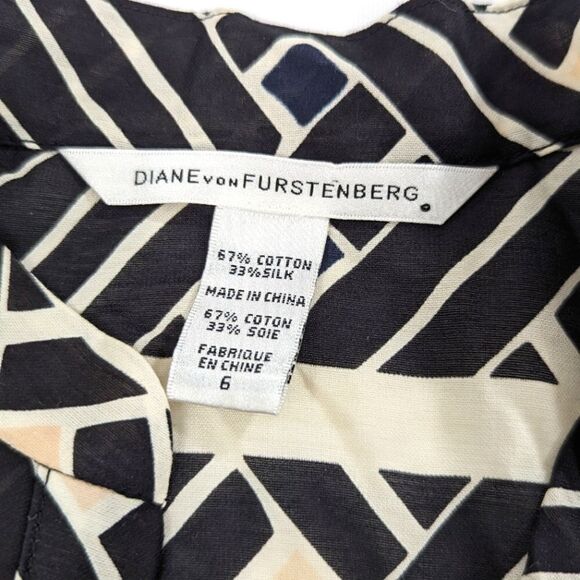 DIANE VON FURSTENBERG
67% COTTON
33% SILK
MADE IN CHINA
67% COTON
33% SOIE
FABRIQUE
EN CHINE
6